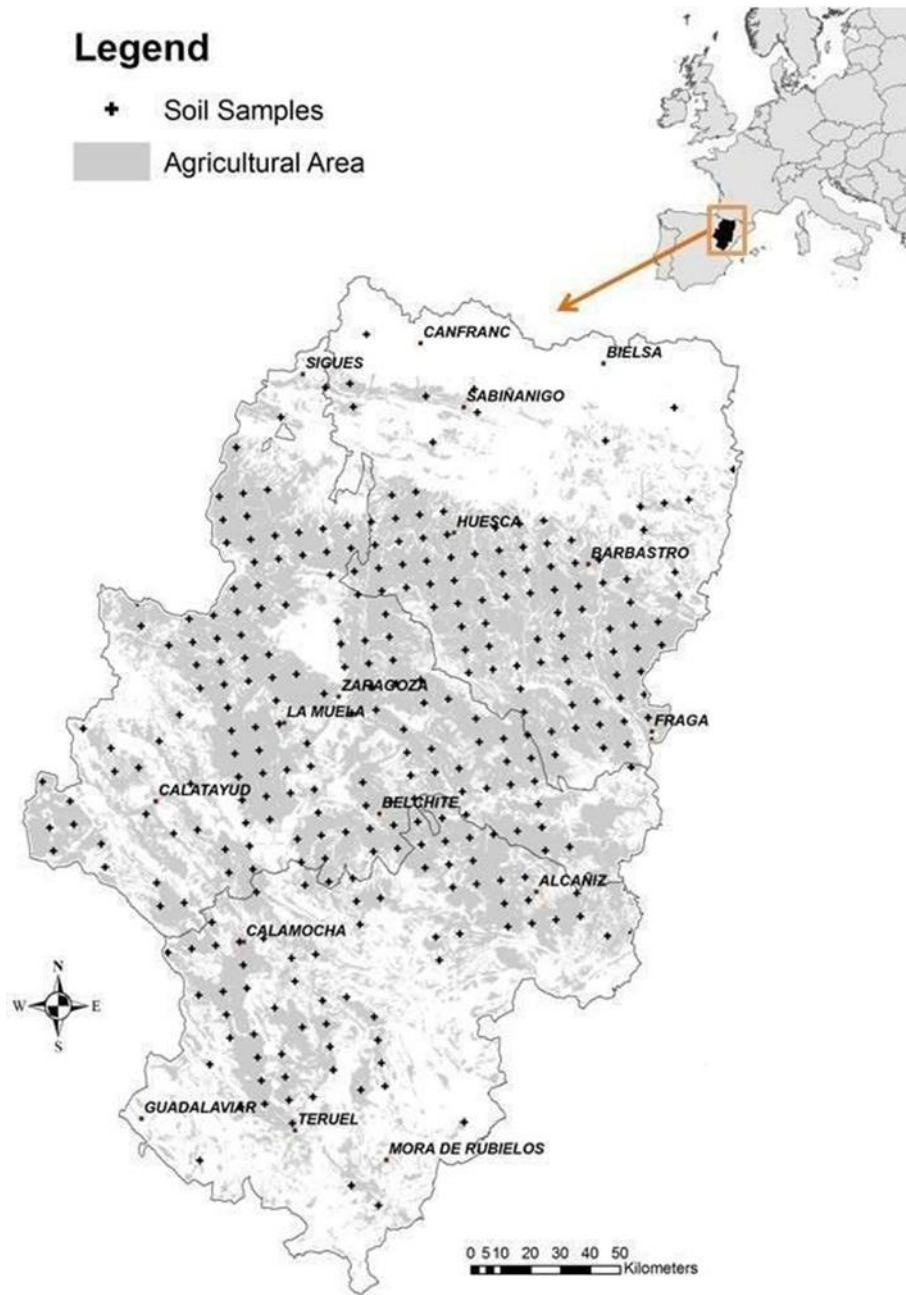 Legend
Soil Samples
Agricultural Area
CANFRANC
BIELSA
SIGUES
SABIÑANIGO
HUESCA
BARBASTRO
ZARAGOZA
LA MUELA
FRAGA
CALATAYUD
BELCHITE
ALCAÑIZ
CALAMOCHA
N
W E
S
GUADALAVIAR
TERUEL
MORA DE RUBIELOS
0 5 10 20 30 40 50
Kilometers